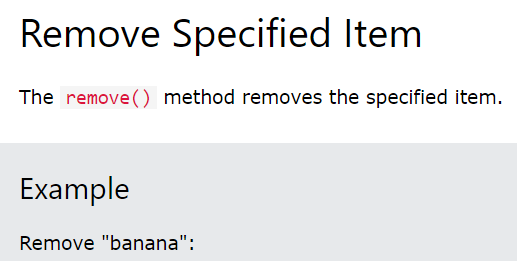 Remove Specified Item
The remove() method removes the specified item.
Example
Remove "banana":